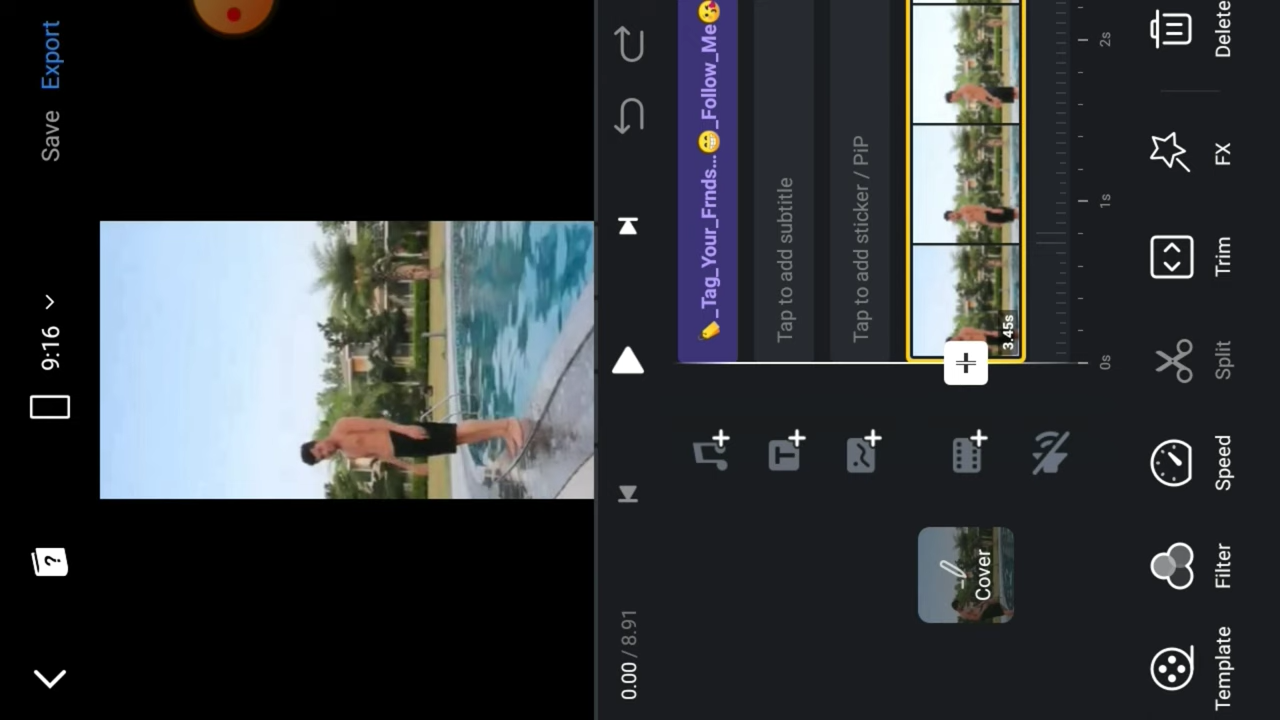 9:16
Save
Export
0.00 / 8.91
🏷️_Tag_Your_Frnds...😁_Follow_Me😘
Tap to add subtitle
Tap to add sticker / PiP
Cover
3.45s
0s
1s
2s
Template
Filter
Speed
Split
Trim
FX
Delete